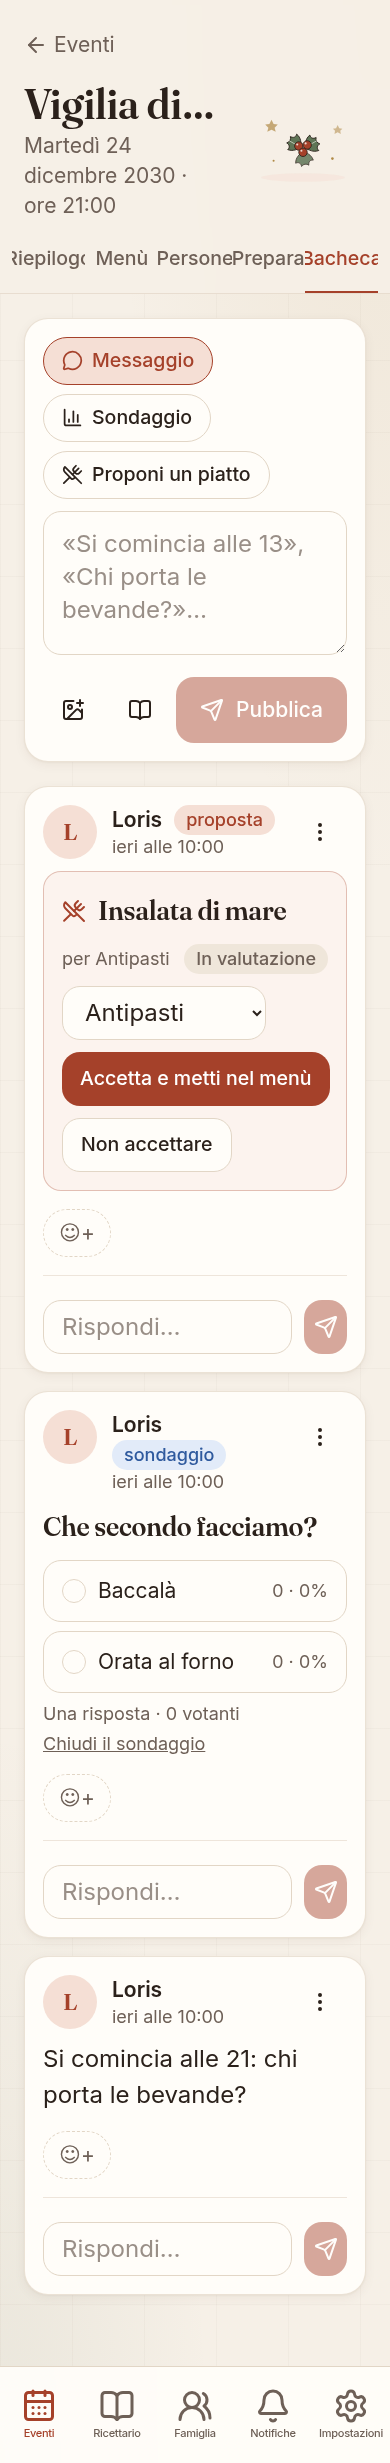 Eventi
Vigilia di...
Martedì 24
dicembre 2030 ·
ore 21:00
Riepilogo Menù Persone Prepara Bacheca
Messaggio
Sondaggio
Proponi un piatto
«Si comincia alle 13»,
«Chi porta le
bevande?»...
Pubblica
L Loris proposta
ieri alle 10:00
Insalata di mare
per Antipasti In valutazione
Antipasti
Accetta e metti nel menù
Non accettare
Rispondi...
L Loris
sondaggio
ieri alle 10:00
Che secondo facciamo?
Baccalà 0 · 0%
Orata al forno 0 · 0%
Una risposta · 0 votanti
Chiudi il sondaggio
Rispondi...
L Loris
ieri alle 10:00
Si comincia alle 21: chi
porta le bevande?
Rispondi...
Eventi Ricettario Famiglia Notifiche Impostazioni